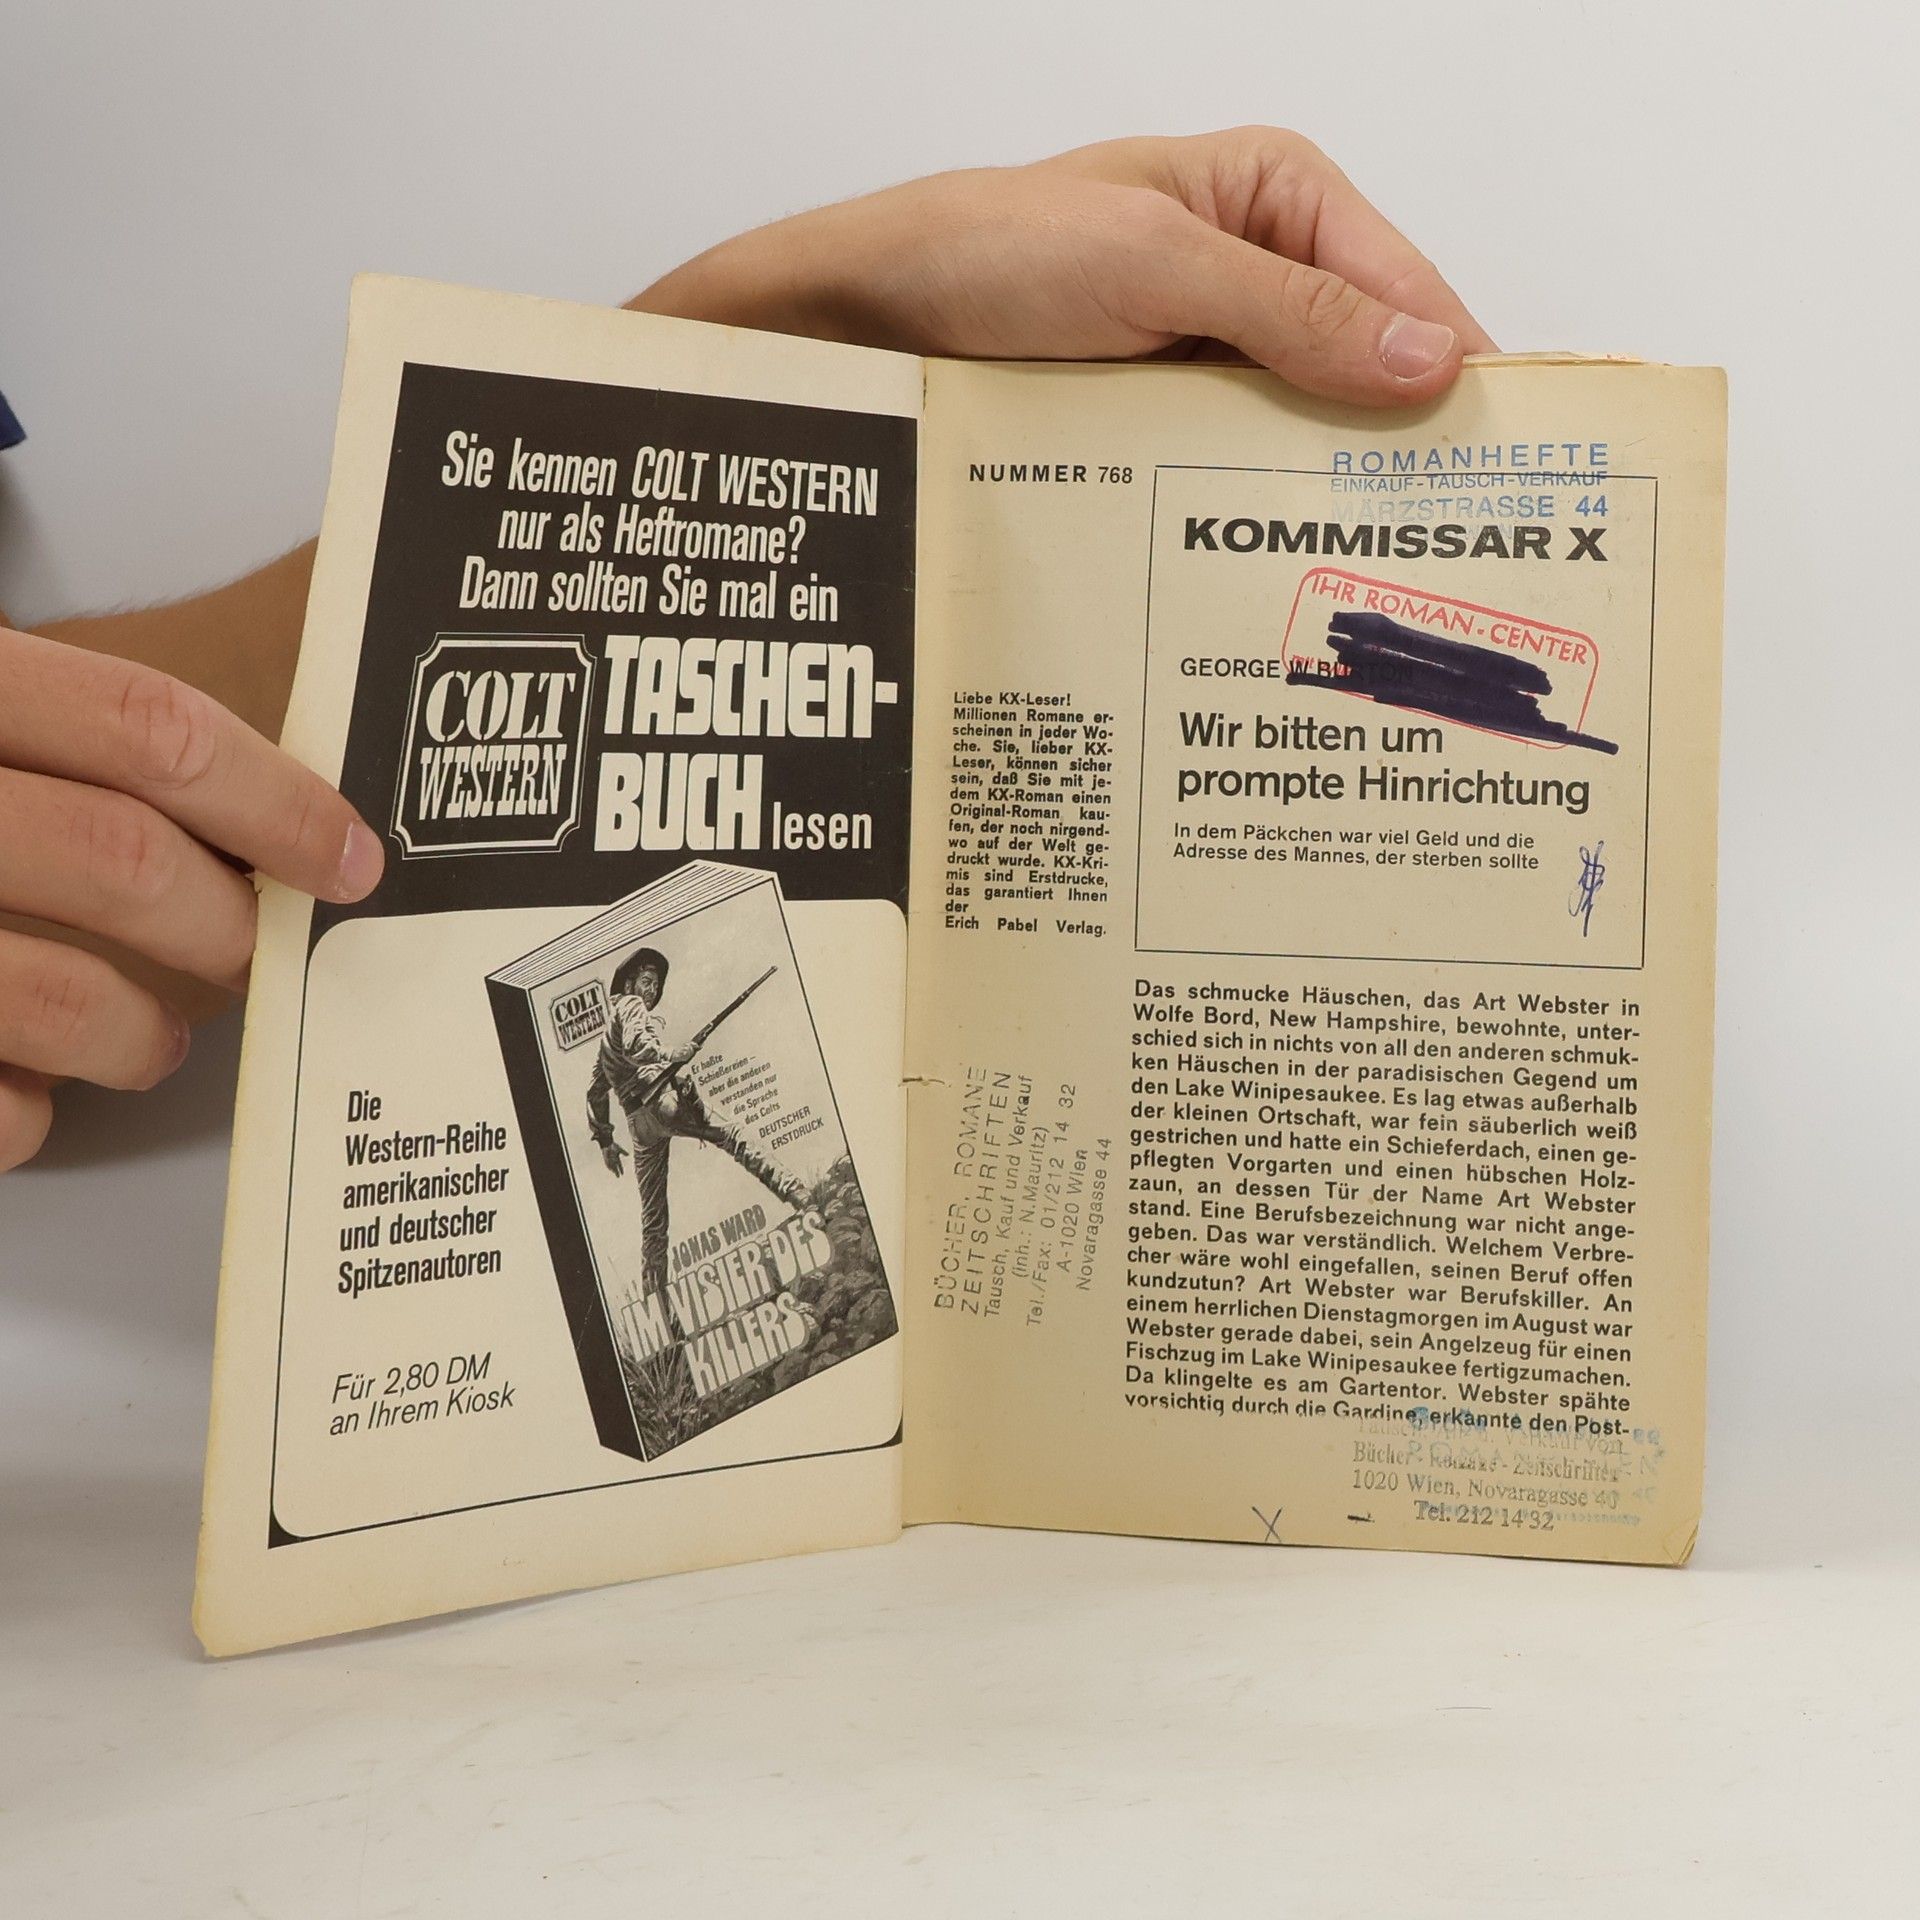 Sie kennen COLT WESTERN
nur als Heftromane?
Dann sollten Sie mal ein
COLT
WESTERN
TASCHEN-
BUCH lesen
COLT
WESTERN
Er haßte
Schießereien –
aber die anderen
verstanden nur
die Sprache
des Colts
DEUTSCHER
ERSTDRUCK
JONAS WARD
IM VISIER DES
KILLERS
Die
Western-Reihe
amerikanischer
und deutscher
Spitzenautoren
Für 2,80 DM
an Ihrem Kiosk
NUMMER 768
ROMANHEFTE
EINKAUF-TAUSCH-VERKAUF
MÄRZSTRASSE 44
KOMMISSAR X
IHR ROMAN-CENTER
mit
GEORGE W. BURTON
Wir bitten um
prompte Hinrichtung
In dem Päckchen war viel Geld und die
Adresse des Mannes, der sterben sollte
Liebe KX-Leser!
Millionen Romane er-
scheinen in jeder Wo-
che. Sie, lieber KX-
Leser, können sicher
sein, daß Sie mit je-
dem KX-Roman einen
Original-Roman kau-
fen, der noch nirgend-
wo auf der Welt ge-
druckt wurde. KX-Kri-
mis sind Erstdrucke,
das garantiert Ihnen
der
Erich Pabel Verlag.
BÜCHER, ROMANE
ZEITSCHRIFTEN
Tausch, Kauf und Verkauf
(Inh.: N. Mauritz)
Tel./Fax: 01/212 14 32
A-1020 Wien
Novaragasse 44
Das schmucke Häuschen, das Art Webster in
Wolfe Bord, New Hampshire, bewohnte, unter-
schied sich in nichts von all den anderen schmuk-
ken Häuschen in der paradisischen Gegend um
den Lake Winipesaukee. Es lag etwas außerhalb
der kleinen Ortschaft, war fein säuberlich weiß
gestrichen und hatte ein Schieferdach, einen ge-
pflegten Vorgarten und einen hübschen Holz-
zaun, an dessen Tür der Name Art Webster
stand. Eine Berufsbezeichnung war nicht ange-
geben. Das war verständlich. Welchem Verbre-
cher wäre wohl eingefallen, seinen Beruf offen
kundzutun? Art Webster war Berufskiller. An
einem herrlichen Dienstagmorgen im August war
Webster gerade dabei, sein Angelzeug für einen
Fischzug im Lake Winipesaukee fertigzumachen.
Da klingelte es am Gartentor. Webster spähte
vorsichtig durch die Gardine, erkannte den Post-
Tausch, Verkauf von
Bücher - Romane - Zeitschriften
1020 Wien, Novaragasse 40
Tel. 212 14 32
X